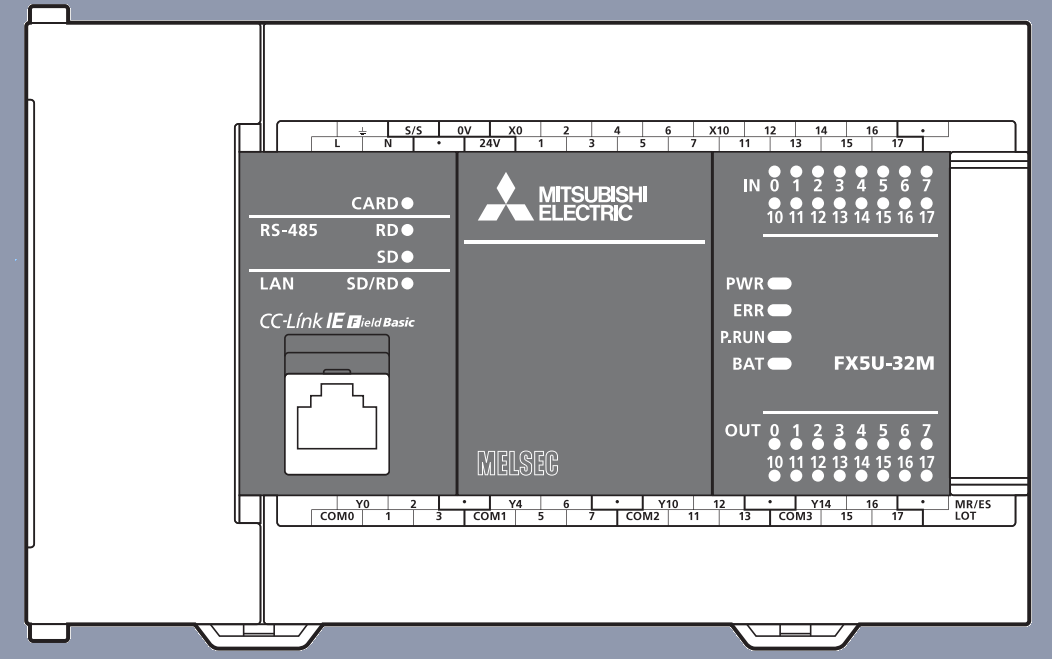 ⏚ S/S 0V X0 2 4 6 X10 12 14 16 •
L N • 24V 1 3 5 7 11 13 15 17
MITSUBISHI
ELECTRIC
CARD
RS-485 RD
SD
LAN SD/RD
CC-Link IE Field Basic
MELSEC
IN 0 1 2 3 4 5 6 7
10 11 12 13 14 15 16 17
PWR
ERR
P.RUN
BAT FX5U-32M
OUT 0 1 2 3 4 5 6 7
10 11 12 13 14 15 16 17
Y0 2 • Y4 6 • Y10 12 • Y14 16 • MR/ES
COM0 1 3 COM1 5 7 COM2 11 13 COM3 15 17 LOT